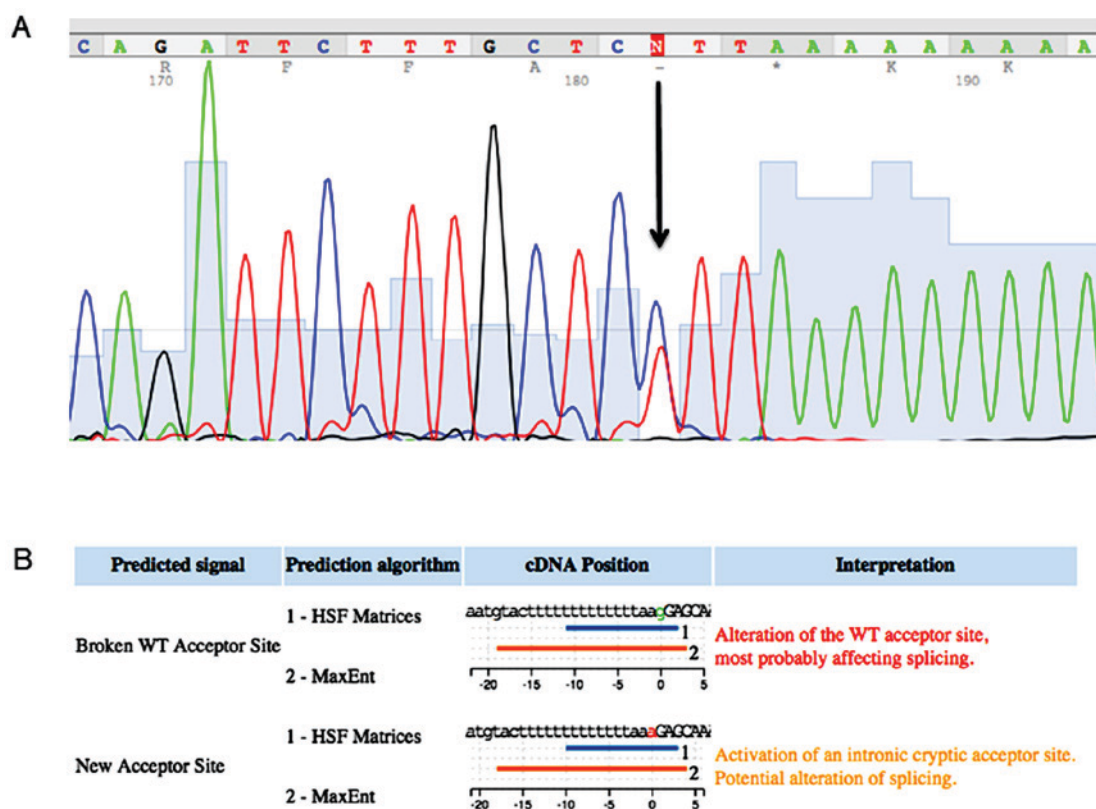 A
C A G A T T C T T T G C T C N T T A A A A A A A A A
R F F A – * K K
170 180 190
B
Predicted signal Prediction algorithm cDNA Position Interpretation
Broken WT Acceptor Site
1 - HSF Matrices
2 - MaxEnt
aatgtactttttttttttttaagGAGCAA
1
2
-20 -15 -10 -5 0 5
Alteration of the WT acceptor site,
most probably affecting splicing.
New Acceptor Site
1 - HSF Matrices
2 - MaxEnt
atgtactttttttttttttaaaGAGCAA
1
2
-20 -15 -10 -5 0 5
Activation of an intronic cryptic acceptor site.
Potential alteration of splicing.